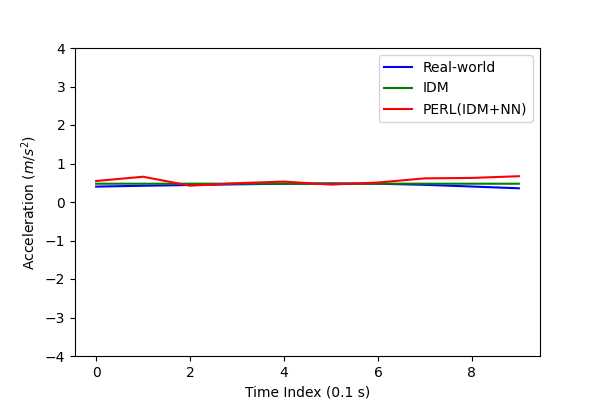 4
3
2
1
0
−1
−2
−3
−4
Acceleration (m/s²)
Real-world
IDM
PERL(IDM+NN)
0 2 4 6 8
Time Index (0.1 s)